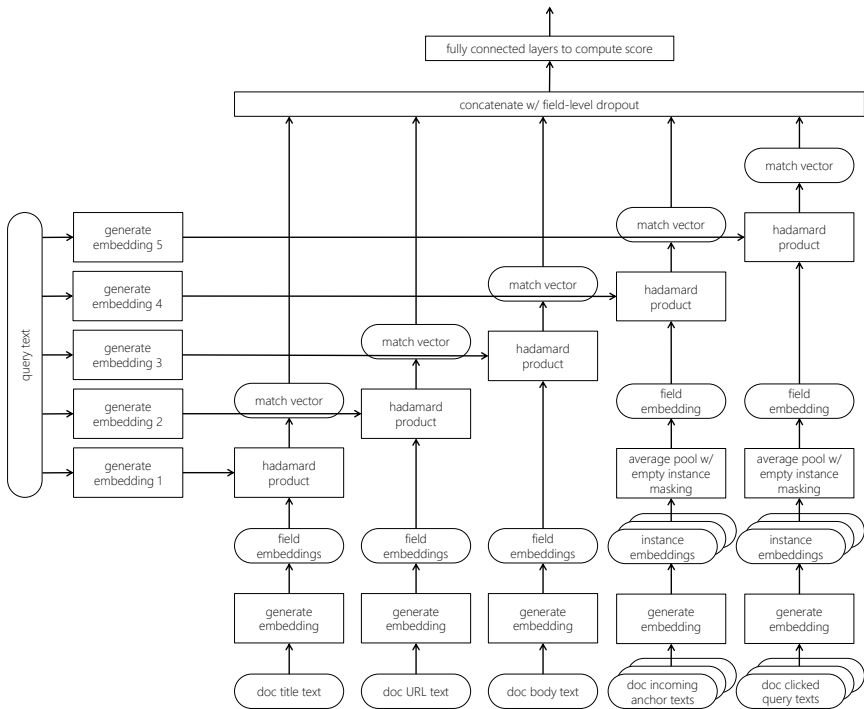 fully connected layers to compute score
concatenate w/ field-level dropout
match vector
generate
embedding 5
match vector
hadamard
product
generate
embedding 4
match vector
hadamard
product
query text
generate
embedding 3
match vector
hadamard
product
field
embedding
field
embedding
generate
embedding 2
match vector
hadamard
product
generate
embedding 1
hadamard
product
average pool w/
empty instance
masking
average pool w/
empty instance
masking
field
embeddings
field
embeddings
field
embeddings
instance
embeddings
instance
embeddings
generate
embedding
generate
embedding
generate
embedding
generate
embedding
generate
embedding
doc title text
doc URL text
doc body text
doc incoming
anchor texts
doc clicked
query texts